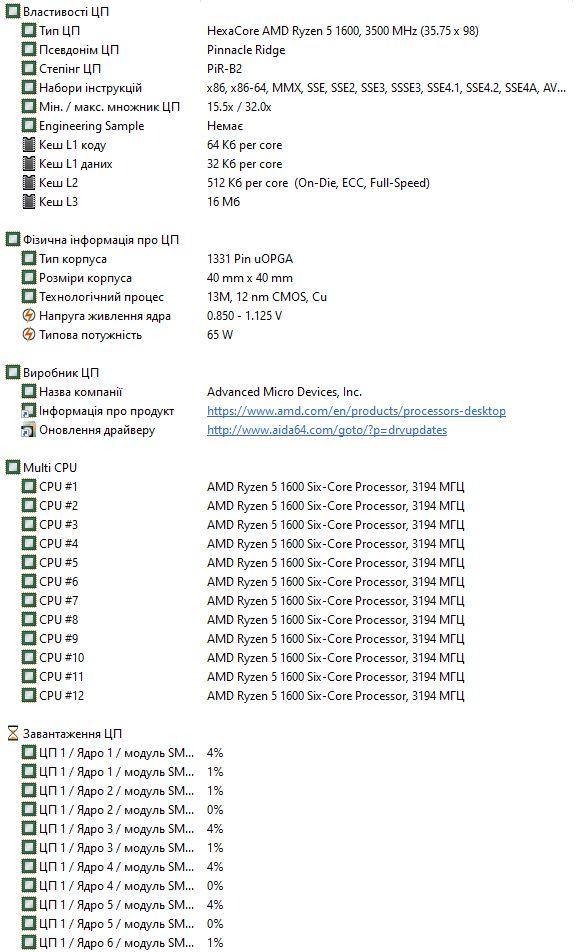 Властивості ЦП
Тип ЦП HexaCore AMD Ryzen 5 1600, 3500 MHz (35.75 x 98)
Псевдонім ЦП Pinnacle Ridge
Степінг ЦП PiR-B2
Набори інструкцій x86, x86-64, MMX, SSE, SSE2, SSE3, SSSE3, SSE4.1, SSE4.2, SSE4A, AV...
Мін. / макс. множник ЦП 15.5x / 32.0x
Engineering Sample Немає
Кеш L1 коду 64 Кб per core
Кеш L1 даних 32 Кб per core
Кеш L2 512 Кб per core (On-Die, ECC, Full-Speed)
Кеш L3 16 Мб
Фізична інформація про ЦП
Тип корпуса 1331 Pin uOPGA
Розміри корпуса 40 mm x 40 mm
Технологічний процес 13M, 12 nm CMOS, Cu
Напруга живлення ядра 0.850 - 1.125 V
Типова потужність 65 W
Виробник ЦП
Назва компанії Advanced Micro Devices, Inc.
Інформація про продукт https://www.amd.com/en/products/processors-desktop
Оновлення драйверу http://www.aida64.com/goto/?p=drvupdates
Multi CPU
CPU #1 AMD Ryzen 5 1600 Six-Core Processor, 3194 МГЦ
CPU #2 AMD Ryzen 5 1600 Six-Core Processor, 3194 МГЦ
CPU #3 AMD Ryzen 5 1600 Six-Core Processor, 3194 МГЦ
CPU #4 AMD Ryzen 5 1600 Six-Core Processor, 3194 МГЦ
CPU #5 AMD Ryzen 5 1600 Six-Core Processor, 3194 МГЦ
CPU #6 AMD Ryzen 5 1600 Six-Core Processor, 3194 МГЦ
CPU #7 AMD Ryzen 5 1600 Six-Core Processor, 3194 МГЦ
CPU #8 AMD Ryzen 5 1600 Six-Core Processor, 3194 МГЦ
CPU #9 AMD Ryzen 5 1600 Six-Core Processor, 3194 МГЦ
CPU #10 AMD Ryzen 5 1600 Six-Core Processor, 3194 МГЦ
CPU #11 AMD Ryzen 5 1600 Six-Core Processor, 3194 МГЦ
CPU #12 AMD Ryzen 5 1600 Six-Core Processor, 3194 МГЦ
Завантаження ЦП
ЦП 1 / Ядро 1 / модуль SM... 4%
ЦП 1 / Ядро 1 / модуль SM... 1%
ЦП 1 / Ядро 2 / модуль SM... 1%
ЦП 1 / Ядро 2 / модуль SM... 0%
ЦП 1 / Ядро 3 / модуль SM... 4%
ЦП 1 / Ядро 3 / модуль SM... 1%
ЦП 1 / Ядро 4 / модуль SM... 4%
ЦП 1 / Ядро 4 / модуль SM... 0%
ЦП 1 / Ядро 5 / модуль SM... 4%
ЦП 1 / Ядро 5 / модуль SM... 0%
ЦП 1 / Ядро 6 / модуль SM... 1%